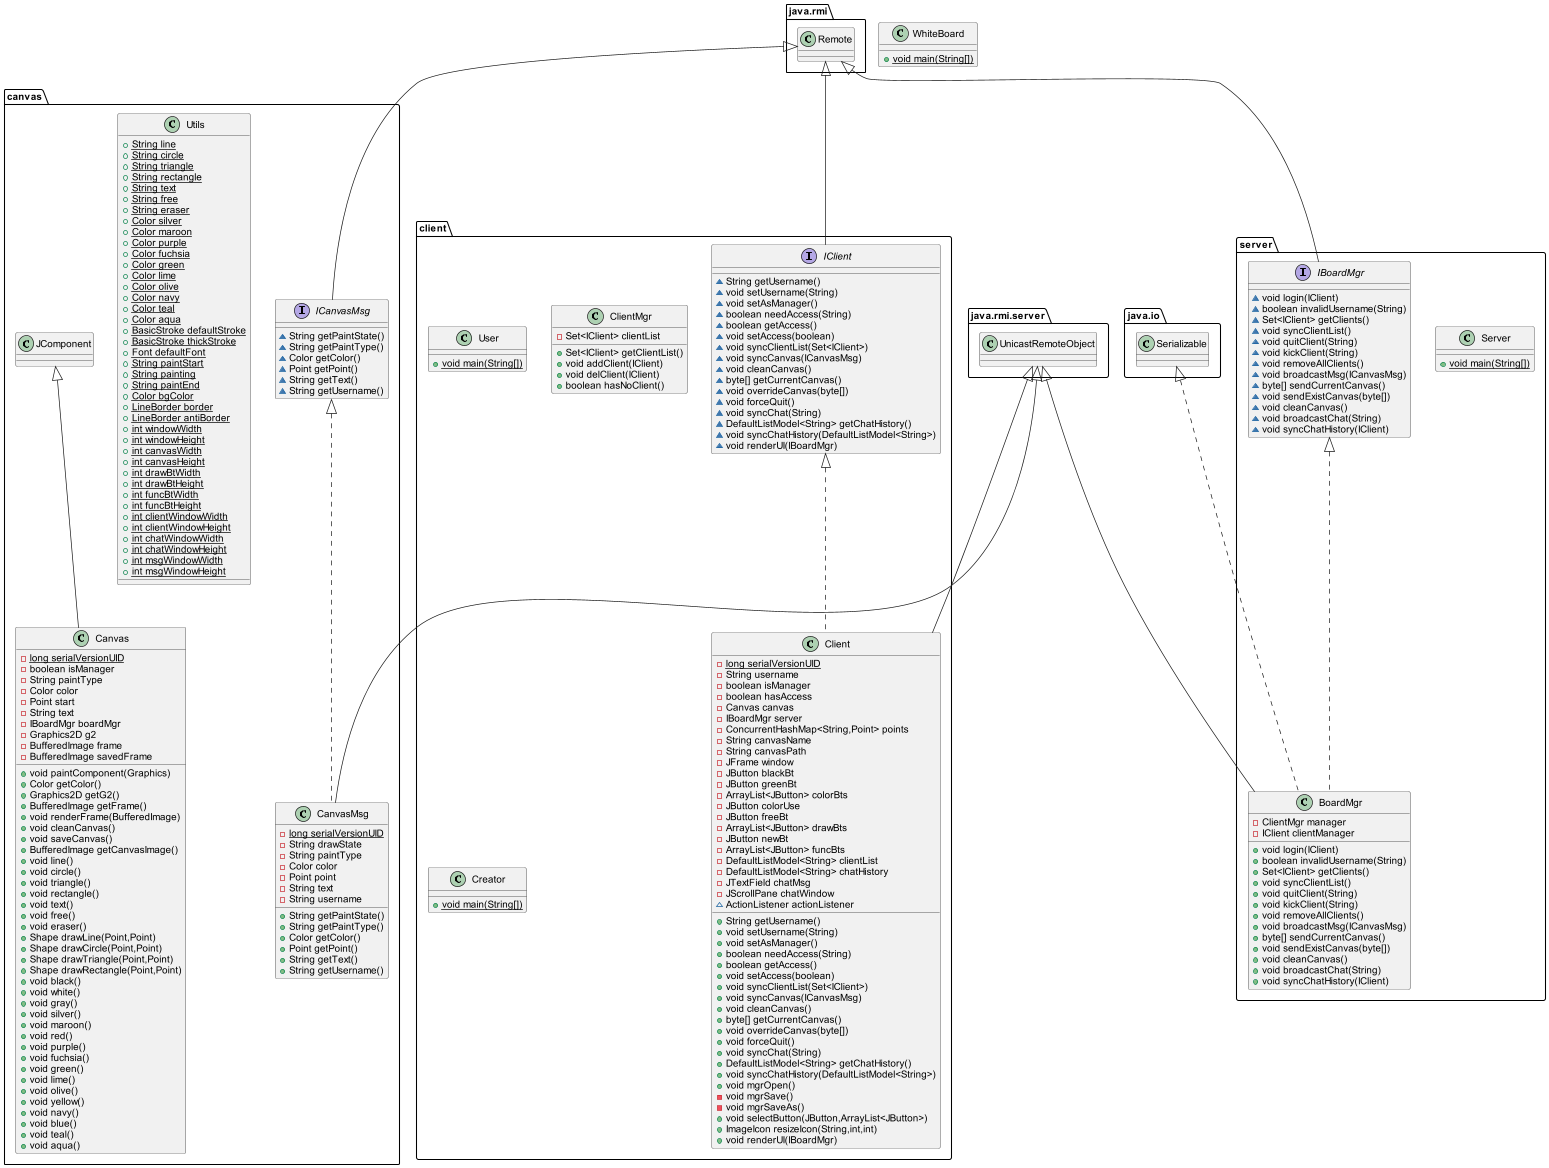 java.rmi
C Remote
C WhiteBoard
void main(String[])
canvas
C Utils
String line
String circle
String triangle
String rectangle
String text
String free
String eraser
Color silver
Color maroon
Color purple
Color fuchsia
Color green
Color lime
Color olive
Color navy
Color teal
Color aqua
BasicStroke defaultStroke
BasicStroke thickStroke
Font defaultFont
String paintStart
String painting
String paintEnd
Color bgColor
LineBorder border
LineBorder antiBorder
int windowWidth
int windowHeight
int canvasWidth
int canvasHeight
int drawBtWidth
int drawBtHeight
int funcBtWidth
int funcBtHeight
int clientWindowWidth
int clientWindowHeight
int chatWindowWidth
int chatWindowHeight
int msgWindowWidth
int msgWindowHeight
C JComponent
I ICanvasMsg
String getPaintState()
String getPaintType()
Color getColor()
Point getPoint()
String getText()
String getUsername()
C Canvas
long serialVersionUID
boolean isManager
String paintType
Color color
Point start
String text
IBoardMgr boardMgr
Graphics2D g2
BufferedImage frame
BufferedImage savedFrame
void paintComponent(Graphics)
Color getColor()
Graphics2D getG2()
BufferedImage getFrame()
void renderFrame(BufferedImage)
void cleanCanvas()
void saveCanvas()
BufferedImage getCanvasImage()
void line()
void circle()
void triangle()
void rectangle()
void text()
void free()
void eraser()
Shape drawLine(Point,Point)
Shape drawCircle(Point,Point)
Shape drawTriangle(Point,Point)
Shape drawRectangle(Point,Point)
void black()
void white()
void gray()
void silver()
void maroon()
void red()
void purple()
void fuchsia()
void green()
void lime()
void olive()
void yellow()
void navy()
void blue()
void teal()
void aqua()
C CanvasMsg
long serialVersionUID
String drawState
String paintType
Color color
Point point
String text
String username
String getPaintState()
String getPaintType()
Color getColor()
Point getPoint()
String getText()
String getUsername()
client
C User
void main(String[])
C ClientMgr
Set<IClient> clientList
Set<IClient> getClientList()
void addClient(IClient)
void delClient(IClient)
boolean hasNoClient()
I IClient
String getUsername()
void setUsername(String)
void setAsManager()
boolean needAccess(String)
boolean getAccess()
void setAccess(boolean)
void syncClientList(Set<IClient>)
void syncCanvas(ICanvasMsg)
void cleanCanvas()
byte[] getCurrentCanvas()
void overrideCanvas(byte[])
void forceQuit()
void syncChat(String)
DefaultListModel<String> getChatHistory()
void syncChatHistory(DefaultListModel<String>)
void renderUI(IBoardMgr)
C Creator
void main(String[])
C Client
long serialVersionUID
String username
boolean isManager
boolean hasAccess
Canvas canvas
IBoardMgr server
ConcurrentHashMap<String,Point> points
String canvasName
String canvasPath
JFrame window
JButton blackBt
JButton greenBt
ArrayList<JButton> colorBts
JButton colorUse
JButton freeBt
ArrayList<JButton> drawBts
JButton newBt
ArrayList<JButton> funcBts
DefaultListModel<String> clientList
DefaultListModel<String> chatHistory
JTextField chatMsg
JScrollPane chatWindow
ActionListener actionListener
String getUsername()
void setUsername(String)
void setAsManager()
boolean needAccess(String)
boolean getAccess()
void setAccess(boolean)
void syncClientList(Set<IClient>)
void syncCanvas(ICanvasMsg)
void cleanCanvas()
byte[] getCurrentCanvas()
void overrideCanvas(byte[])
void forceQuit()
void syncChat(String)
DefaultListModel<String> getChatHistory()
void syncChatHistory(DefaultListModel<String>)
void mgrOpen()
void mgrSave()
void mgrSaveAs()
void selectButton(JButton,ArrayList<JButton>)
ImageIcon resizeIcon(String,int,int)
void renderUI(IBoardMgr)
java.rmi.server
C UnicastRemoteObject
java.io
C Serializable
server
I IBoardMgr
void login(IClient)
boolean invalidUsername(String)
Set<IClient> getClients()
void syncClientList()
void quitClient(String)
void kickClient(String)
void removeAllClients()
void broadcastMsg(ICanvasMsg)
byte[] sendCurrentCanvas()
void sendExistCanvas(byte[])
void cleanCanvas()
void broadcastChat(String)
void syncChatHistory(IClient)
C Server
void main(String[])
C BoardMgr
ClientMgr manager
IClient clientManager
void login(IClient)
boolean invalidUsername(String)
Set<IClient> getClients()
void syncClientList()
void quitClient(String)
void kickClient(String)
void removeAllClients()
void broadcastMsg(ICanvasMsg)
byte[] sendCurrentCanvas()
void sendExistCanvas(byte[])
void cleanCanvas()
void broadcastChat(String)
void syncChatHistory(IClient)